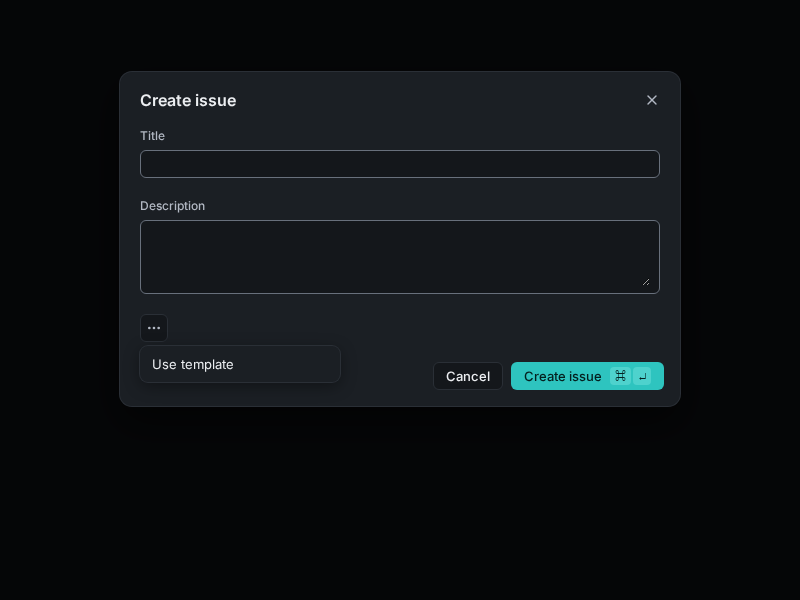 Create issue
Title
Description
Use template
Cancel
Create issue ⌘ ↵